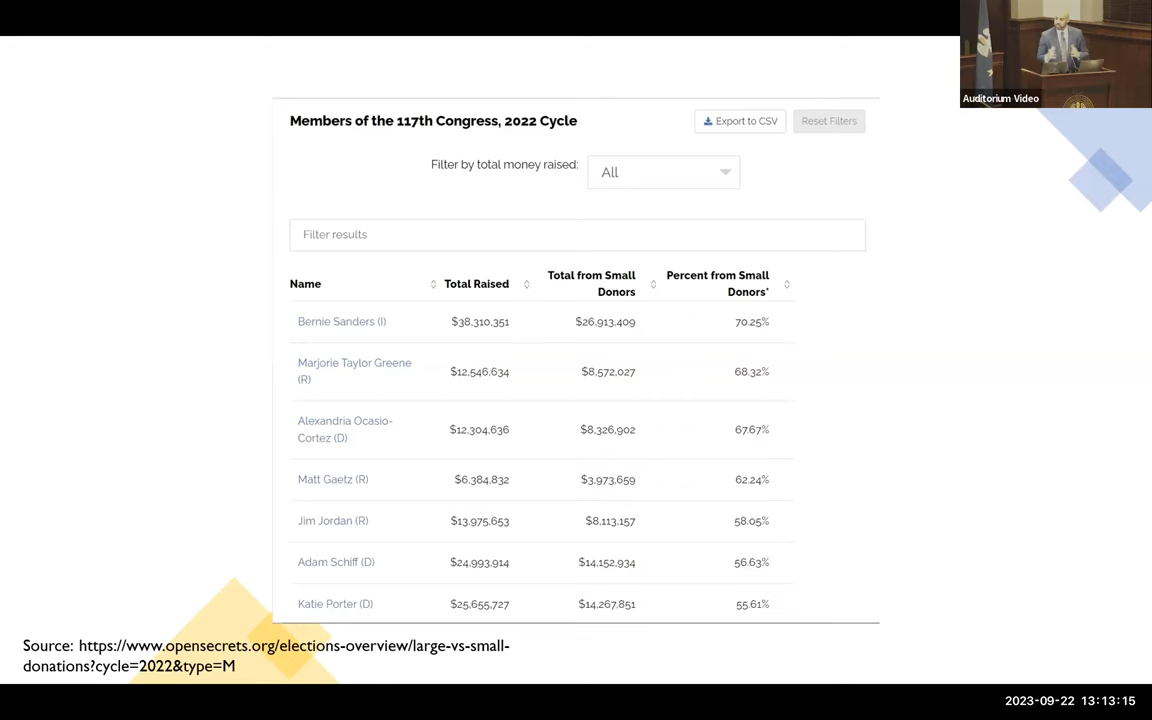 Auditorium Video
Members of the 117th Congress, 2022 Cycle
Export to CSV
Reset Filters
Filter by total money raised:
All
Filter results
Name
Total Raised
Total from Small
Donors
Percent from Small
Donors*
Bernie Sanders (I)
$38,310,351
$26,913,409
70.25%
Marjorie Taylor Greene
(R)
$12,546,634
$8,572,027
68.32%
Alexandria Ocasio-
Cortez (D)
$12,304,636
$8,326,902
67.67%
Matt Gaetz (R)
$6,384,832
$3,973,659
62.24%
Jim Jordan (R)
$13,975,653
$8,113,157
58.05%
Adam Schiff (D)
$24,993,914
$14,152,934
56.63%
Katie Porter (D)
$25,655,727
$14,267,851
55.61%
Source: https://www.opensecrets.org/elections-overview/large-vs-small-
donations?cycle=2022&type=M
2023-09-22 13:13:15